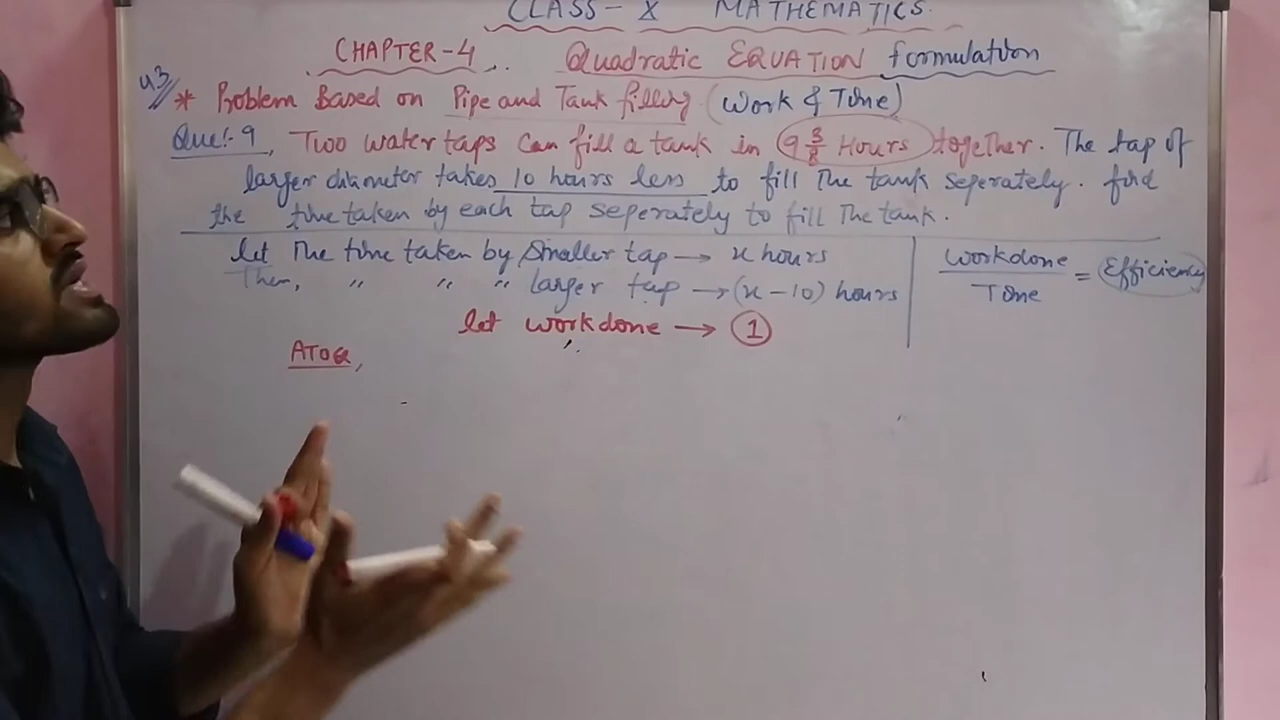 CLASS - X MATHEMATICS.
CHAPTER-4 .. Quadratic EQUATION formulation
43 * Problem Based on Pipe and Tank filling (Work & Time)
Que:- 9, Two water taps Can fill a tank in 9 3/8 Hours together. The tap of
larger diameter takes 10 hours less to fill The tank seperately. find
the time taken by each tap seperately to fill The tank.
let The time taken by Smaller tap → x hours
Then, " " " larger tap → (x-10) hours
let workdone → 1
ATOQ,
Workdone
Time = Efficiency